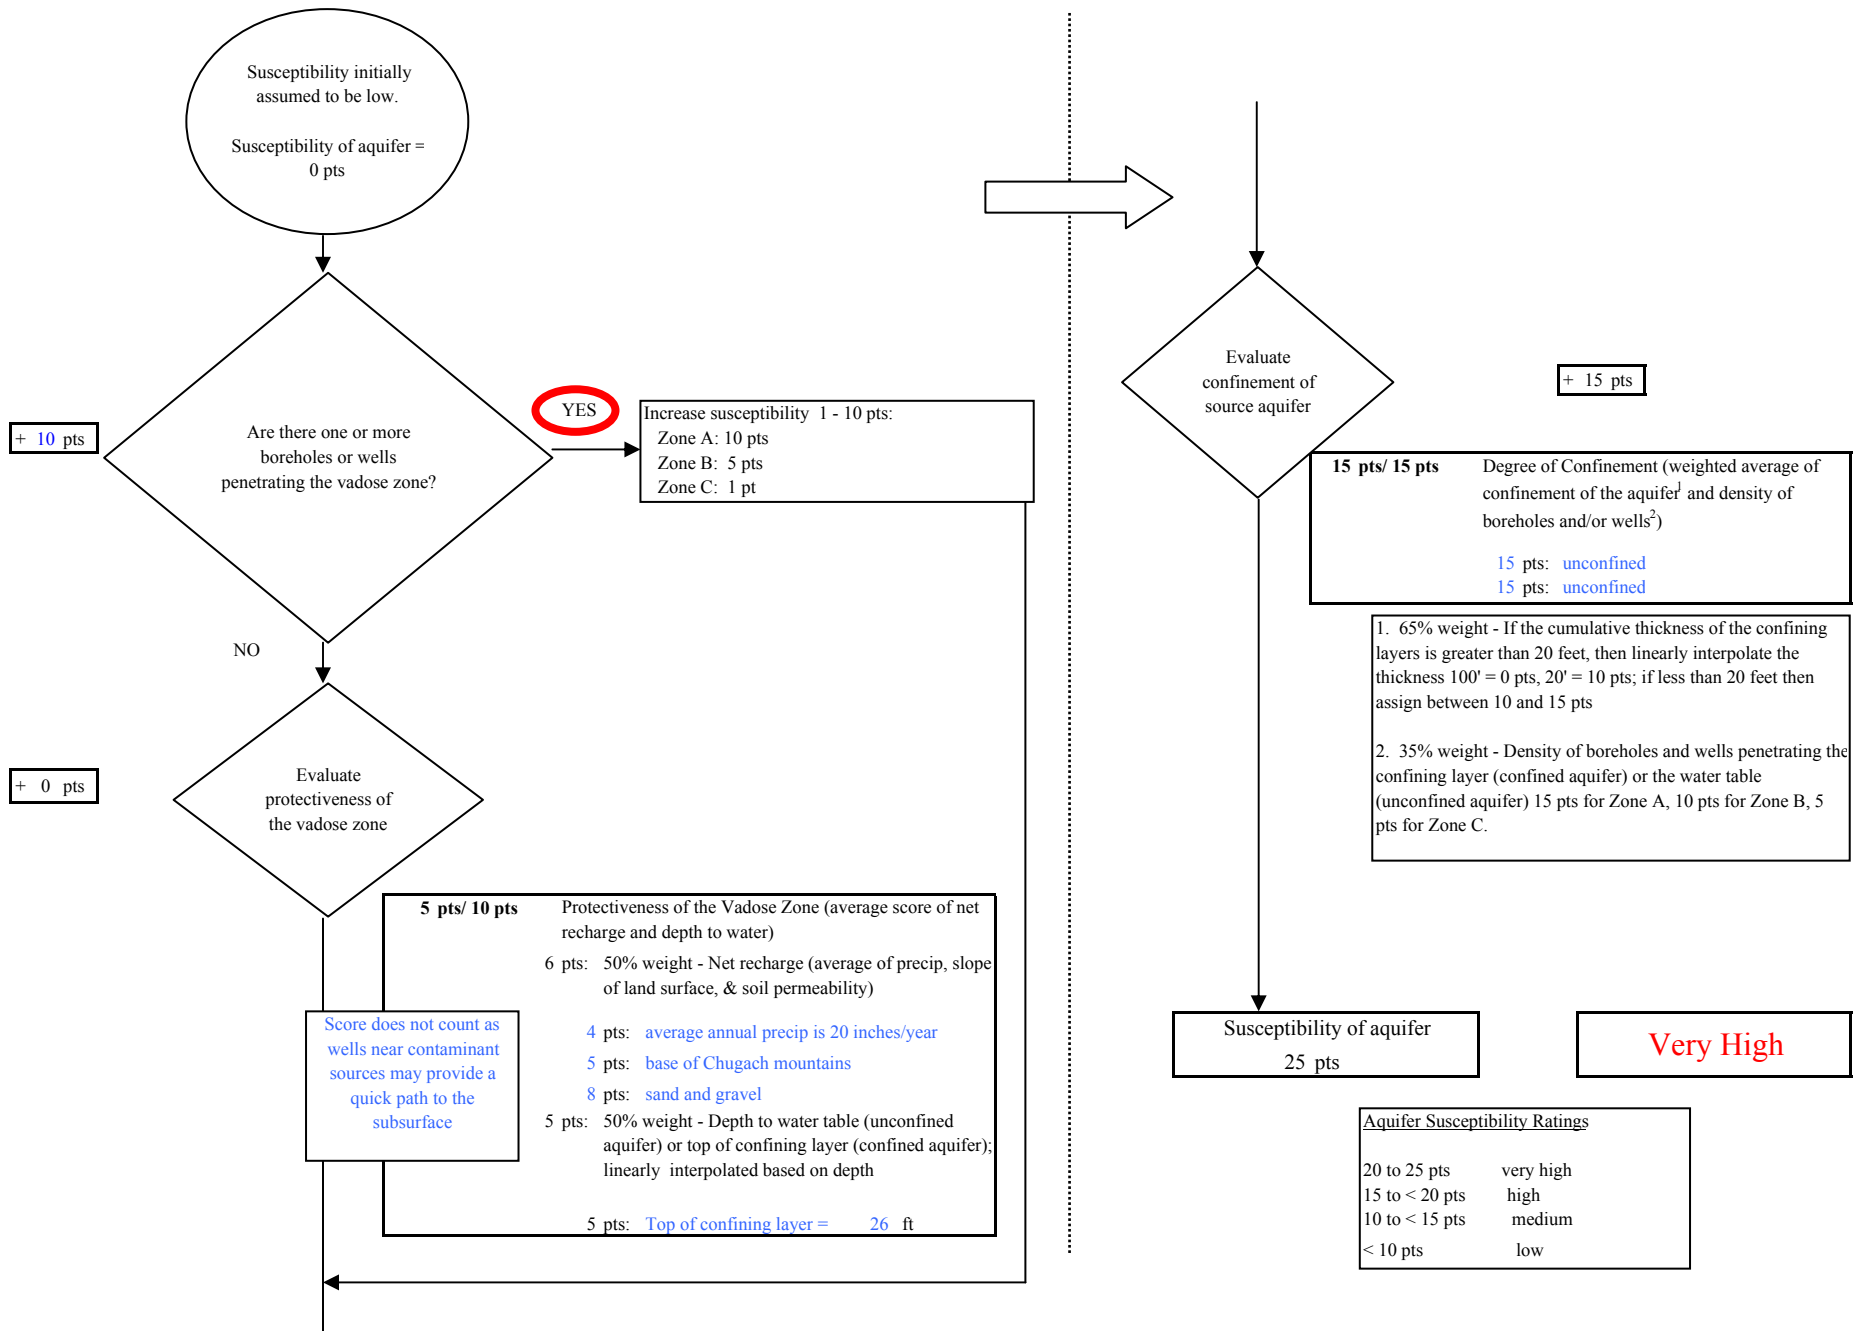 Susceptibility initially
assumed to be low.
Susceptibility of aquifer =
0 pts
+ 10 pts
Are there one or more
boreholes or wells
penetrating the vadose zone?
YES
Increase susceptibility 1 - 10 pts:
Zone A: 10 pts
Zone B: 5 pts
Zone C: 1 pt
NO
+ 0 pts
Evaluate
protectiveness of
the vadose zone
5 pts/ 10 pts Protectiveness of the Vadose Zone (average score of net
recharge and depth to water)
6 pts: 50% weight - Net recharge (average of precip, slope
of land surface, & soil permeability)
4 pts: average annual precip is 20 inches/year
5 pts: base of Chugach mountains
8 pts: sand and gravel
5 pts: 50% weight - Depth to water table (unconfined
aquifer) or top of confining layer (confined aquifer);
linearly interpolated based on depth
5 pts: Top of confining layer = 26 ft
Score does not count as
wells near contaminant
sources may provide a
quick path to the
subsurface
Evaluate
confinement of
source aquifer
+ 15 pts
15 pts/ 15 pts Degree of Confinement (weighted average of
confinement of the aquifer1 and density of
boreholes and/or wells2)
15 pts: unconfined
15 pts: unconfined
1. 65% weight - If the cumulative thickness of the confining
layers is greater than 20 feet, then linearly interpolate the
thickness 100' = 0 pts, 20' = 10 pts; if less than 20 feet then
assign between 10 and 15 pts
2. 35% weight - Density of boreholes and wells penetrating the
confining layer (confined aquifer) or the water table
(unconfined aquifer) 15 pts for Zone A, 10 pts for Zone B, 5
pts for Zone C.
Susceptibility of aquifer
25 pts
Very High
Aquifer Susceptibility Ratings
20 to 25 pts very high
15 to < 20 pts high
10 to < 15 pts medium
< 10 pts low